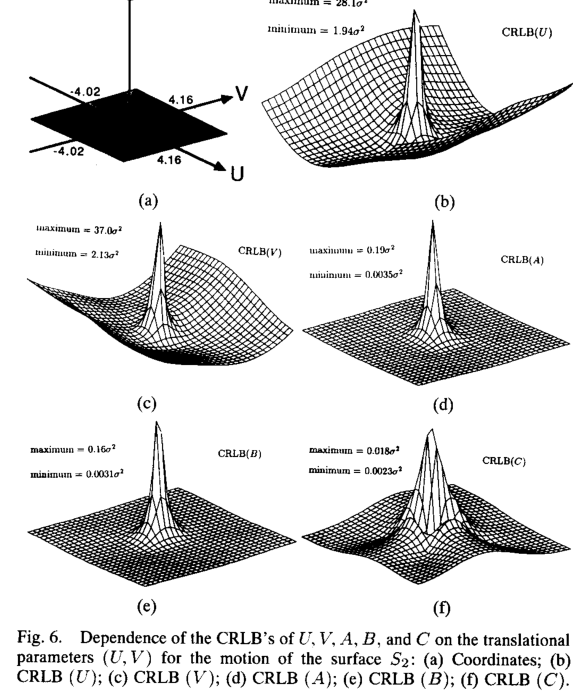 maximum = 28.1σ²
minimum = 1.94σ²
CRLB(U)
-4.02
4.16
V
-4.02
4.16
U
(a)
(b)
maximum = 37.0σ²
minimum = 2.13σ²
CRLB(V)
maximum = 0.19σ²
minimum = 0.0035σ²
CRLB(A)
(c)
(d)
maximum = 0.16σ²
minimum = 0.0031σ²
CRLB(B)
maximum = 0.018σ²
minimum = 0.0023σ²
CRLB(C)
(e)
(f)
Fig. 6. Dependence of the CRLB's of U, V, A, B, and C on the translational
parameters (U, V) for the motion of the surface S₂: (a) Coordinates; (b)
CRLB (U); (c) CRLB (V); (d) CRLB (A); (e) CRLB (B); (f) CRLB (C).